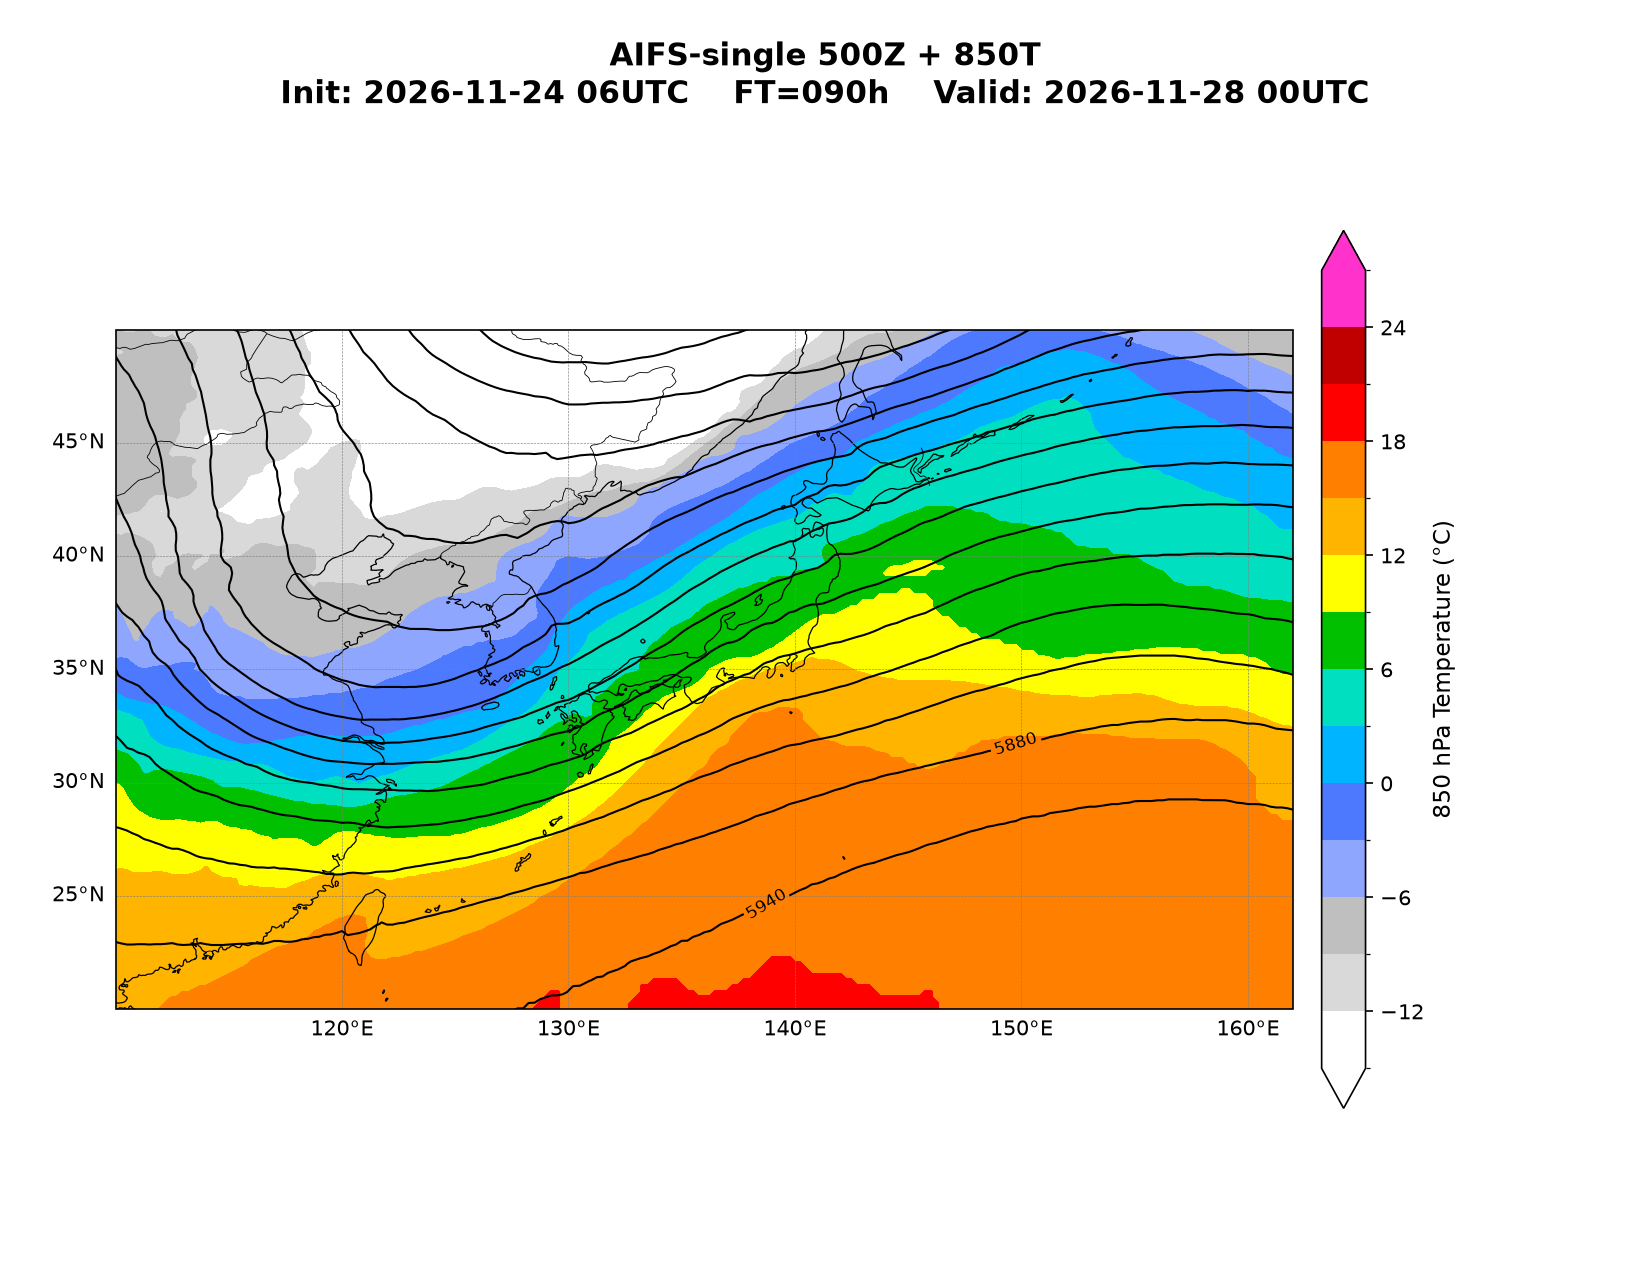 AIFS-single 500Z + 850T
Init: 2026-11-24 06UTC    FT=090h    Valid: 2026-11-28 00UTC
24
18
12
6
0
−6
−12
850 hPa Temperature (°C)
45°N
40°N
35°N
30°N
25°N
5880
5940
120°E
130°E
140°E
150°E
160°E